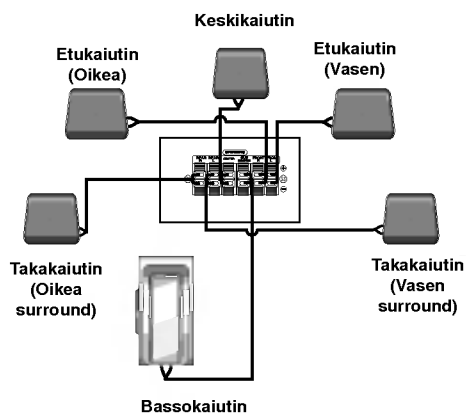 Keskikaiutin
Etukaiutin
(Oikea)
Etukaiutin
(Vasen)
Takakaiutin
(Oikea
surround)
Takakaiutin
(Vasen
surround)
Bassokaiutin